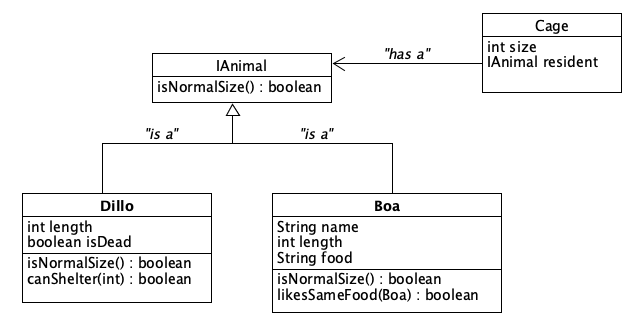 Cage
int size
IAnimal resident
"has a"
IAnimal
isNormalSize() : boolean
"is a"
"is a"
Dillo
int length
boolean isDead
isNormalSize() : boolean
canShelter(int) : boolean
Boa
String name
int length
String food
isNormalSize() : boolean
likesSameFood(Boa) : boolean